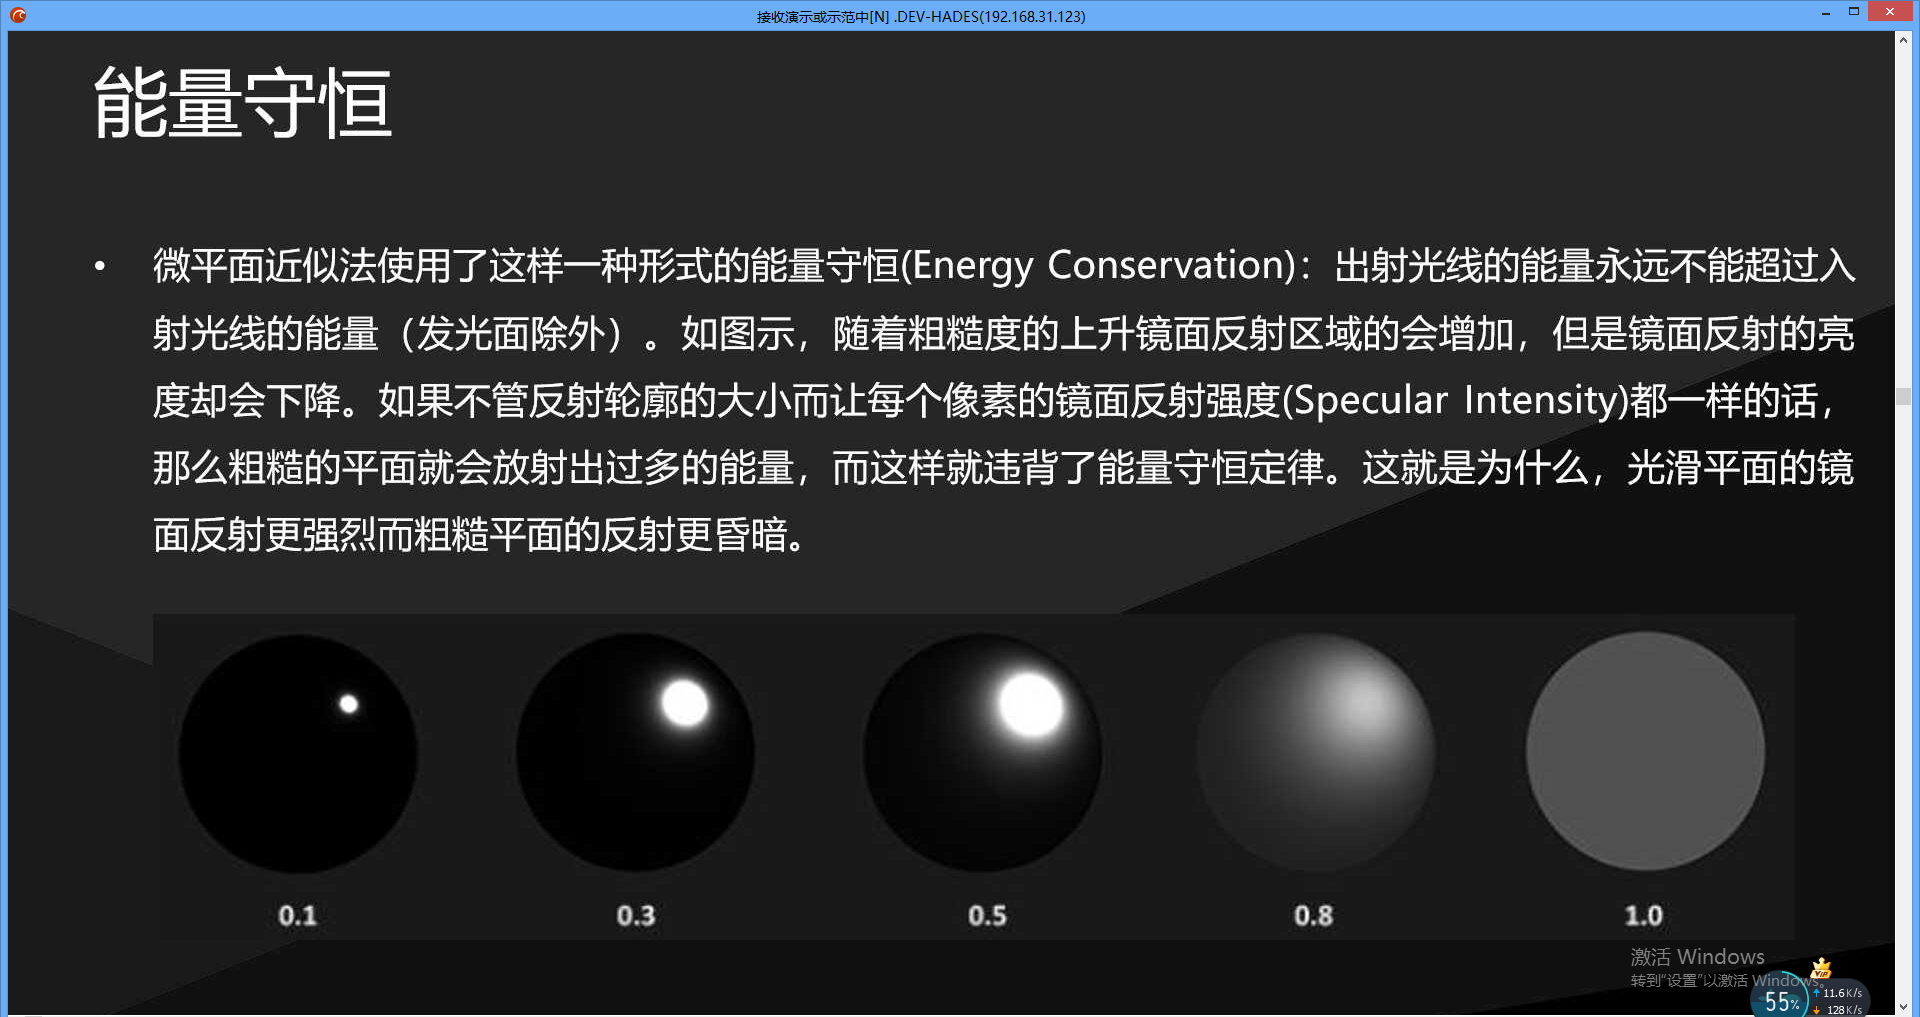 接收演示或示范中[N] .DEV-HADES(192.168.31.123)
能量守恒
• 微平面近似法使用了这样一种形式的能量守恒(Energy Conservation)：出射光线的能量永远不能超过入
射光线的能量（发光面除外）。如图示，随着粗糙度的上升镜面反射区域的会增加，但是镜面反射的亮
度却会下降。如果不管反射轮廓的大小而让每个像素的镜面反射强度(Specular Intensity)都一样的话，
那么粗糙的平面就会放射出过多的能量，而这样就违背了能量守恒定律。这就是为什么，光滑平面的镜
面反射更强烈而粗糙平面的反射更昏暗。
0.1 0.3 0.5 0.8 1.0
激活 Windows
转到“设置”以激活 Windows。
VIP
55%
11.6K/s
128K/s